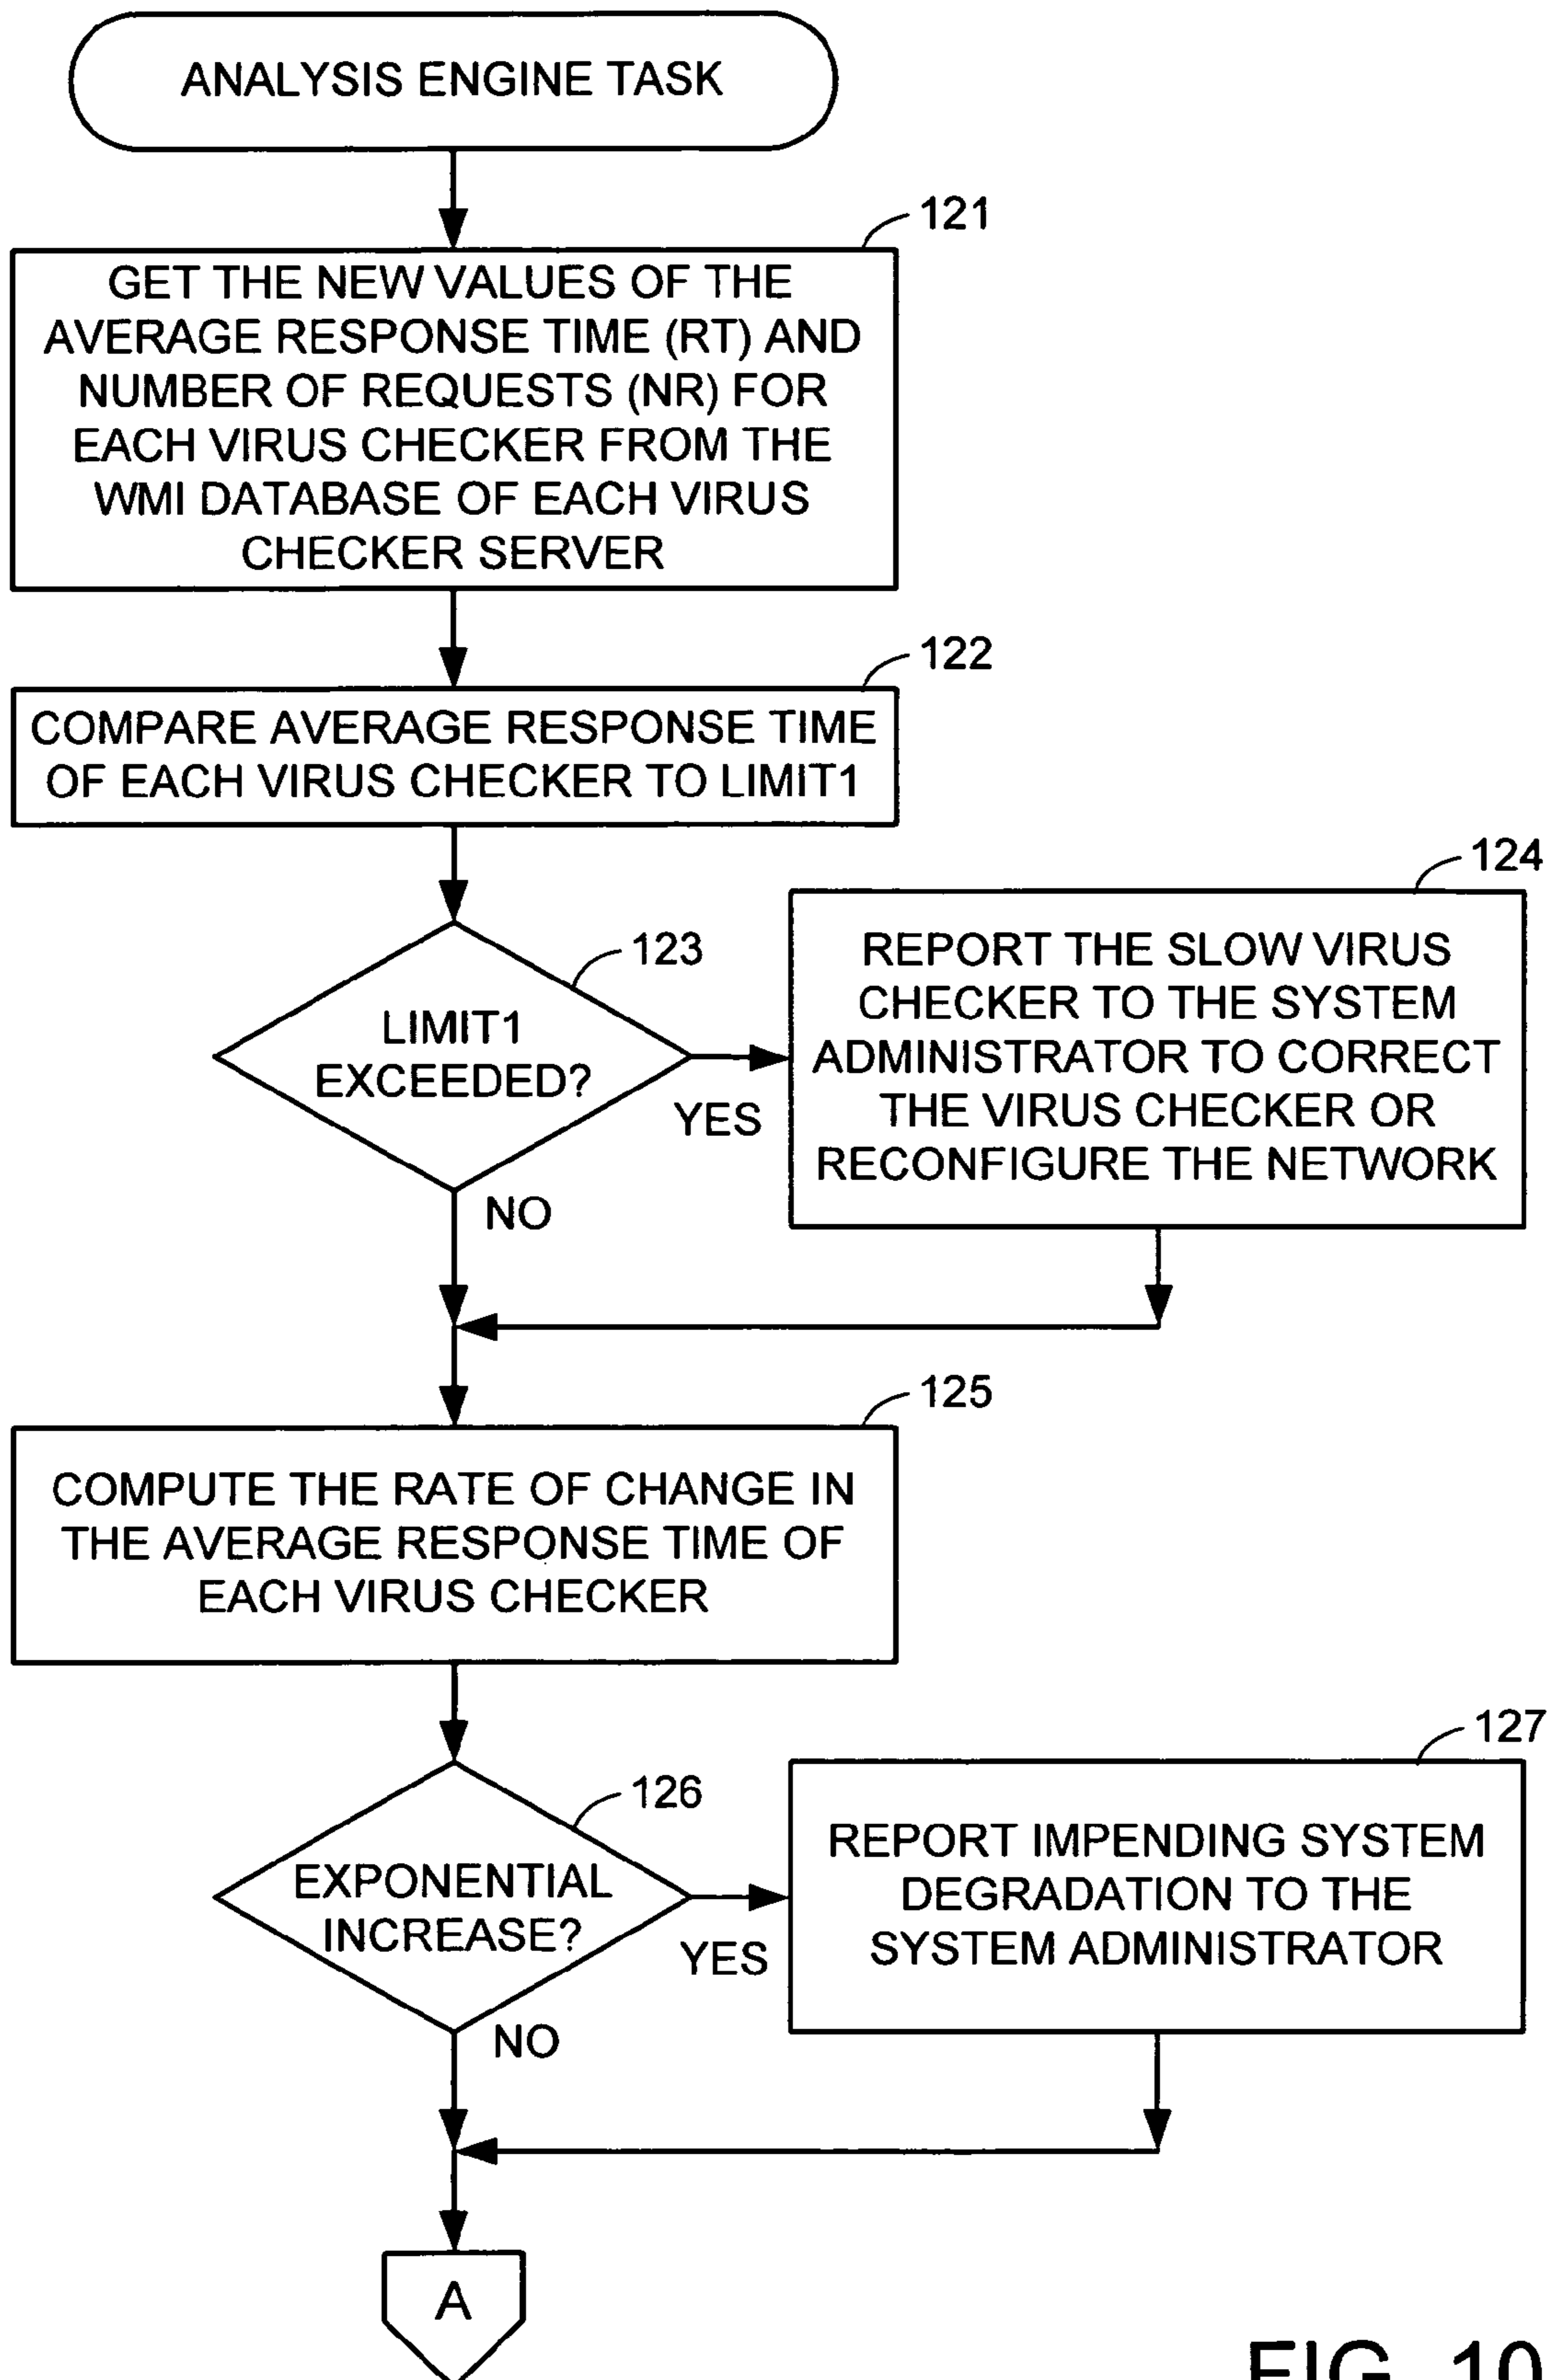 ANALYSIS ENGINE TASK
121
GET THE NEW VALUES OF THE
AVERAGE RESPONSE TIME (RT) AND
NUMBER OF REQUESTS (NR) FOR
EACH VIRUS CHECKER FROM THE
WMI DATABASE OF EACH VIRUS
CHECKER SERVER
122
COMPARE AVERAGE RESPONSE TIME
OF EACH VIRUS CHECKER TO LIMIT1
123
LIMIT1
EXCEEDED?
YES
NO
124
REPORT THE SLOW VIRUS
CHECKER TO THE SYSTEM
ADMINISTRATOR TO CORRECT
THE VIRUS CHECKER OR
RECONFIGURE THE NETWORK
125
COMPUTE THE RATE OF CHANGE IN
THE AVERAGE RESPONSE TIME OF
EACH VIRUS CHECKER
126
EXPONENTIAL
INCREASE?
YES
NO
127
REPORT IMPENDING SYSTEM
DEGRADATION TO THE
SYSTEM ADMINISTRATOR
A
FIG. 10